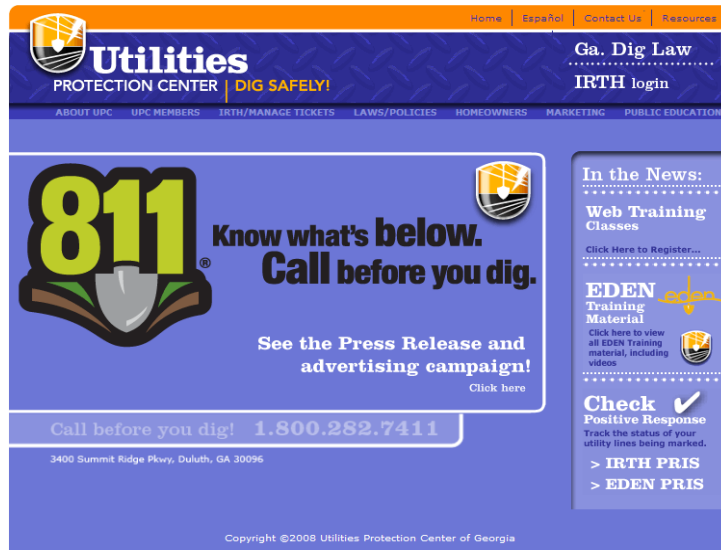 Home Español Contact Us Resources
Utilities
PROTECTION CENTER DIG SAFELY!
Ga. Dig Law
IRTH login
ABOUT UPC UPC MEMBERS IRTH/MANAGE TICKETS LAWS/POLICIES HOMEOWNERS MARKETING PUBLIC EDUCATION
811®
Know what's below.
Call before you dig.
See the Press Release and
advertising campaign!
Click here
Call before you dig! 1.800.282.7411
3400 Summit Ridge Pkwy, Duluth, GA 30096
In the News:
Web Training
Classes
Click Here to Register...
EDEN eden
Training
Material
Click here to view
all EDEN Training
material, including
videos
Check
Positive Response
Track the status of your
utility lines being marked.
> IRTH PRIS
> EDEN PRIS
Copyright ©2008 Utilities Protection Center of Georgia